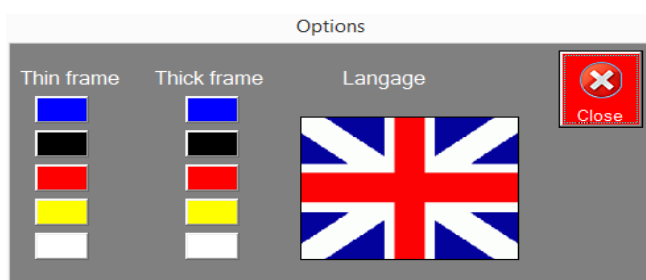 Options
Thin frame
Thick frame
Langage
Close